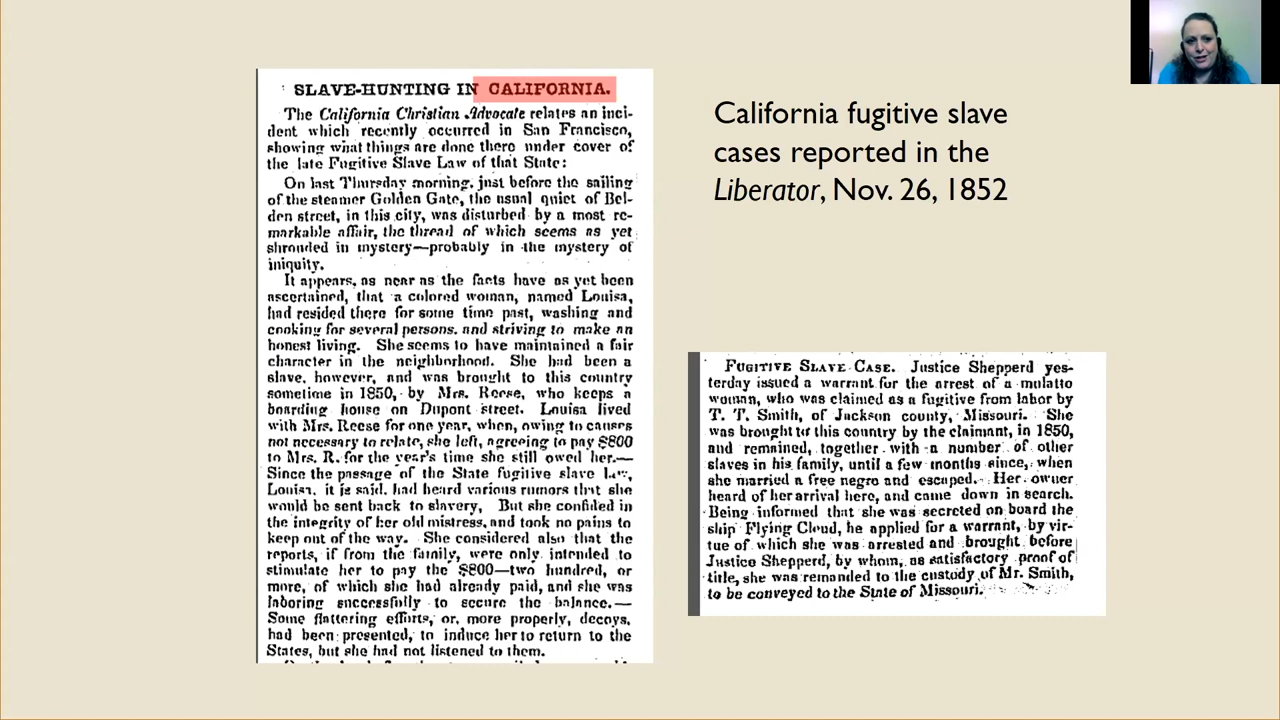 SLAVE-HUNTING IN CALIFORNIA.
The California Christian Advocate relates an inci-
dent which recently occurred in San Francisco,
showing what things are done there under cover of
the late Fugitive Slave Law of that State:
On last Thursday morning, just before the sailing
of the steamer Golden Gate, the usual quiet of Bel-
den street, in this city, was disturbed by a most re-
markable affair, the thread of which seems as yet
shrouded in mystery—probably in the mystery of
iniquity.
It appears, as near as the facts have as yet been
ascertained, that a colored woman, named Louisa,
had resided there for some time past, washing and
cooking for several persons, and striving to make an
honest living. She seems to have maintained a fair
character in the neighborhood. She had been a
slave, however, and was brought to this country
sometime in 1850, by Mrs. Reese, who keeps a
boarding house on Dupont street. Louisa lived
with Mrs. Reese for one year, when, owing to causes
not necessary to relate, she left, agreeing to pay $800
to Mrs. R. for the year's time she still owed her.—
Since the passage of the State fugitive slave law,
Louisa, it is said, had heard various rumors that she
would be sent back to slavery, But she confided in
the integrity of her old mistress, and took no pains to
keep out of the way. She considered also that the
reports, if from the family, were only intended to
stimulate her to pay the $800—two hundred, or
more, of which she had already paid, and she was
laboring successfully to secure the balance.—
Some flattering efforts, or, more properly, decoys,
had been presented, to induce her to return to the
States, but she had not listened to them.
California fugitive slave
cases reported in the
Liberator, Nov. 26, 1852
FUGITIVE SLAVE CASE. Justice Shepperd yes-
terday issued a warrant for the arrest of a mulatto
woman, who was claimed as a fugitive from labor by
T. T. Smith, of Jackson county, Missouri. She
was brought to this country by the claimant, in 1850,
and remained, together with a number of other
slaves in his family, until a few months since, when
she married a free negro and escaped. Her owner
heard of her arrival here, and came down in search.
Being informed that she was secreted on board the
ship Flying Cloud, he applied for a warrant, by vir-
tue of which she was arrested and brought before
Justice Shepperd, by whom, as satisfactory proof of
title, she was remanded to the custody of Mr. Smith,
to be conveyed to the State of Missouri.